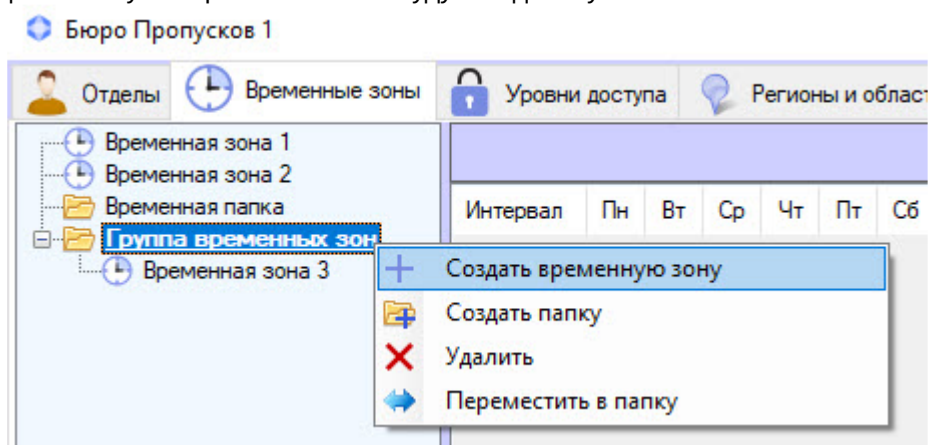 Бюро Пропусков 1
Отделы Временные зоны Уровни доступа Регионы и област
Временная зона 1
Временная зона 2
Временная папка
Интервал Пн Вт Ср Чт Пт Сб
Группа временных зон
Временная зона 3
Создать временную зону
Создать папку
Удалить
Переместить в папку